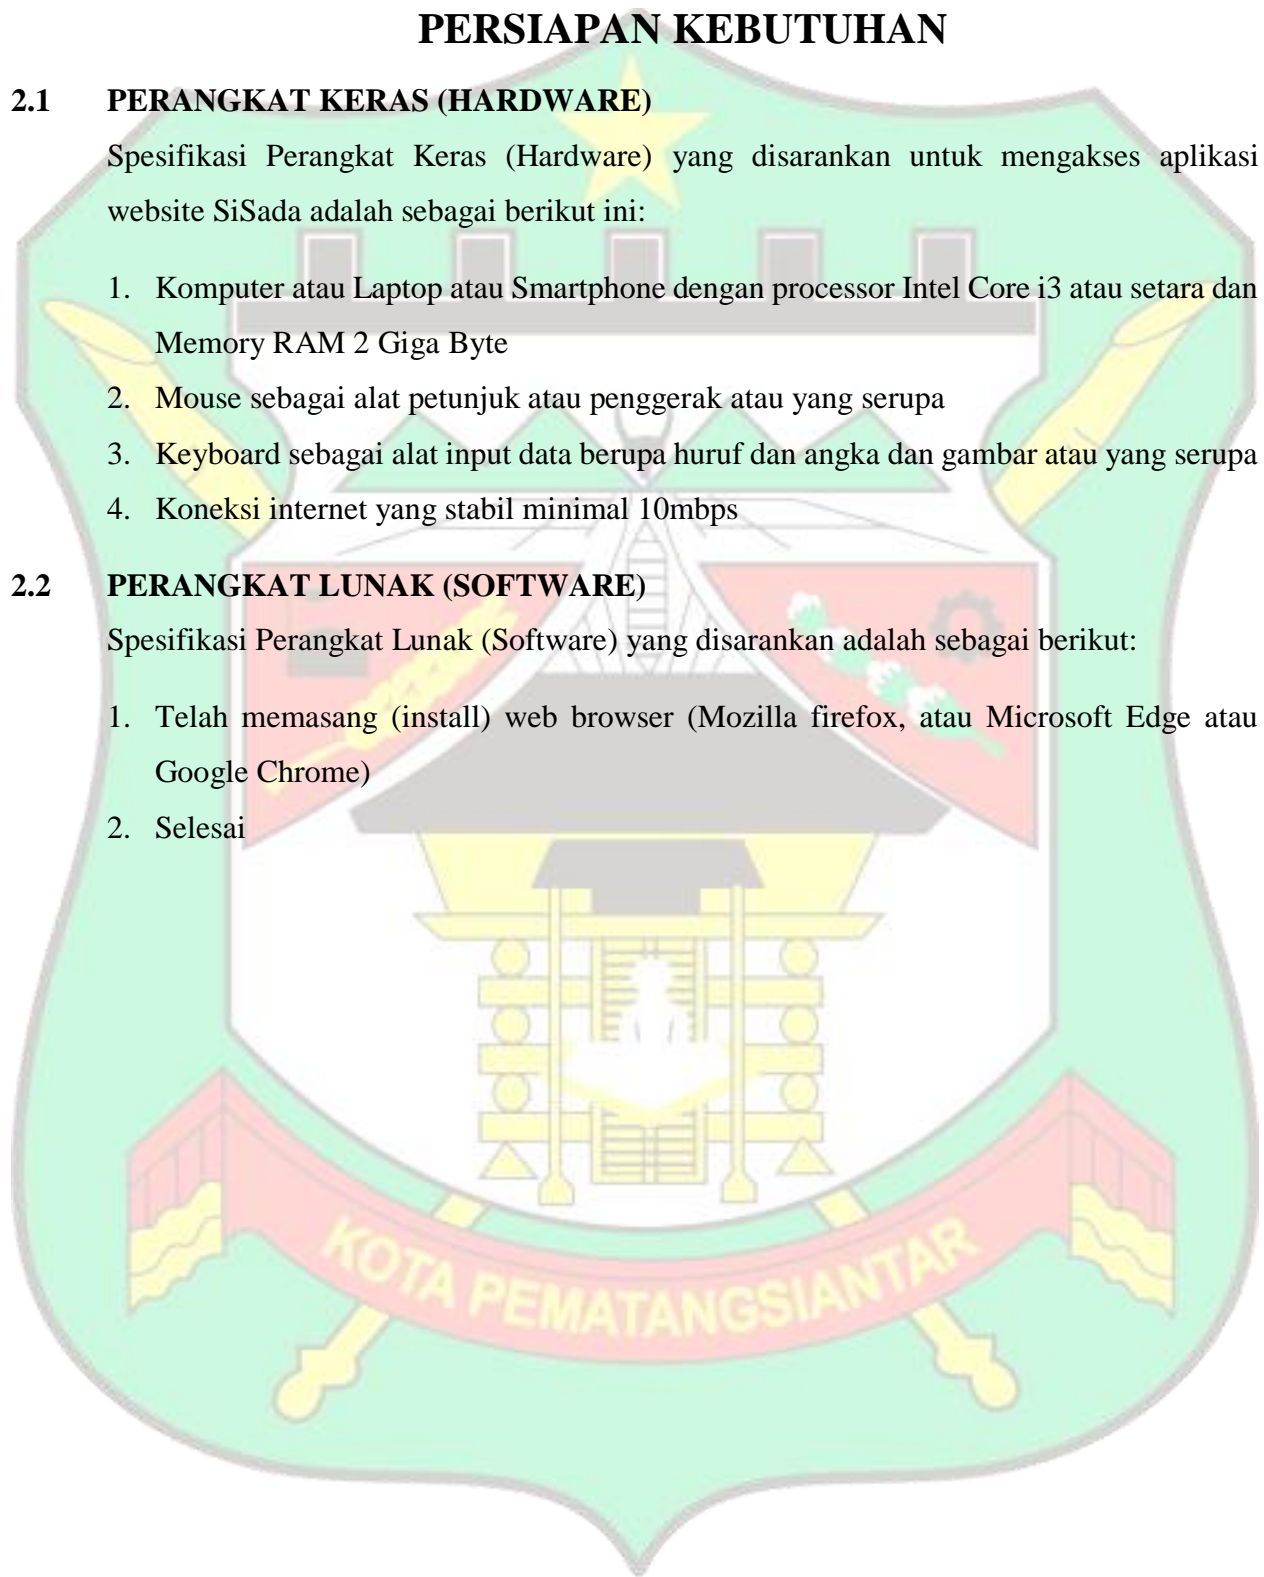 PERSIAPAN KEBUTUHAN
2.1 PERANGKAT KERAS (HARDWARE)
Spesifikasi Perangkat Keras (Hardware) yang disarankan untuk mengakses aplikasi
website SiSada adalah sebagai berikut ini:
1. Komputer atau Laptop atau Smartphone dengan processor Intel Core i3 atau setara dan
Memory RAM 2 Giga Byte
2. Mouse sebagai alat petunjuk atau penggerak atau yang serupa
3. Keyboard sebagai alat input data berupa huruf dan angka dan gambar atau yang serupa
4. Koneksi internet yang stabil minimal 10mbps
2.2 PERANGKAT LUNAK (SOFTWARE)
Spesifikasi Perangkat Lunak (Software) yang disarankan adalah sebagai berikut:
1. Telah memasang (install) web browser (Mozilla firefox, atau Microsoft Edge atau
Google Chrome)
2. Selesai
KOTA PEMATANGSIANTAR